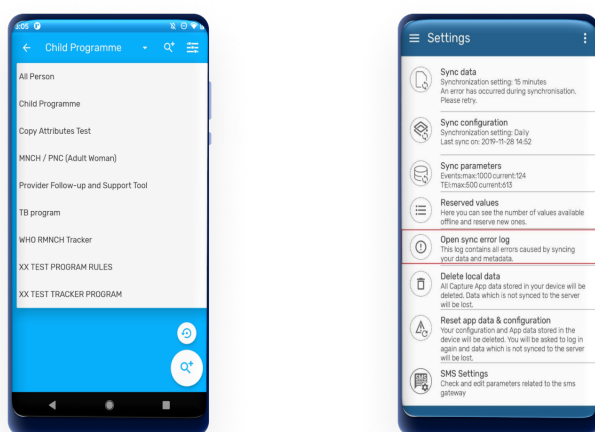 3:05
Child Programme
All Person
Child Programme
Copy Attributes Test
MNCH / PNC (Adult Woman)
Provider Follow-up and Support Tool
TB program
WHO RMNCH Tracker
XX TEST PROGRAM RULES
XX TEST TRACKER PROGRAM
Settings
Sync data
Synchronization setting: 15 minutes
An error has occurred during synchronisation.
Please retry.
Sync configuration
Synchronization setting: Daily
Last sync on: 2019-11-28 14:52
Sync parameters
Events:max:1000 current:124
TEI:max:500 current:613
Reserved values
Here you can see the number of values available
offline and reserve new ones.
Open sync error log
This log contains all errors caused by syncing
your data and metadata.
Delete local data
All Capture App data stored in your device will be
deleted. Data which is not synced to the server
will be lost.
Reset app data & configuration
Your configuration and App data stored in the
device will be deleted. You will be asked to log in
again and data which is not synced to the server
will be lost.
SMS Settings
Check and edit parameters related to the sms
gateway